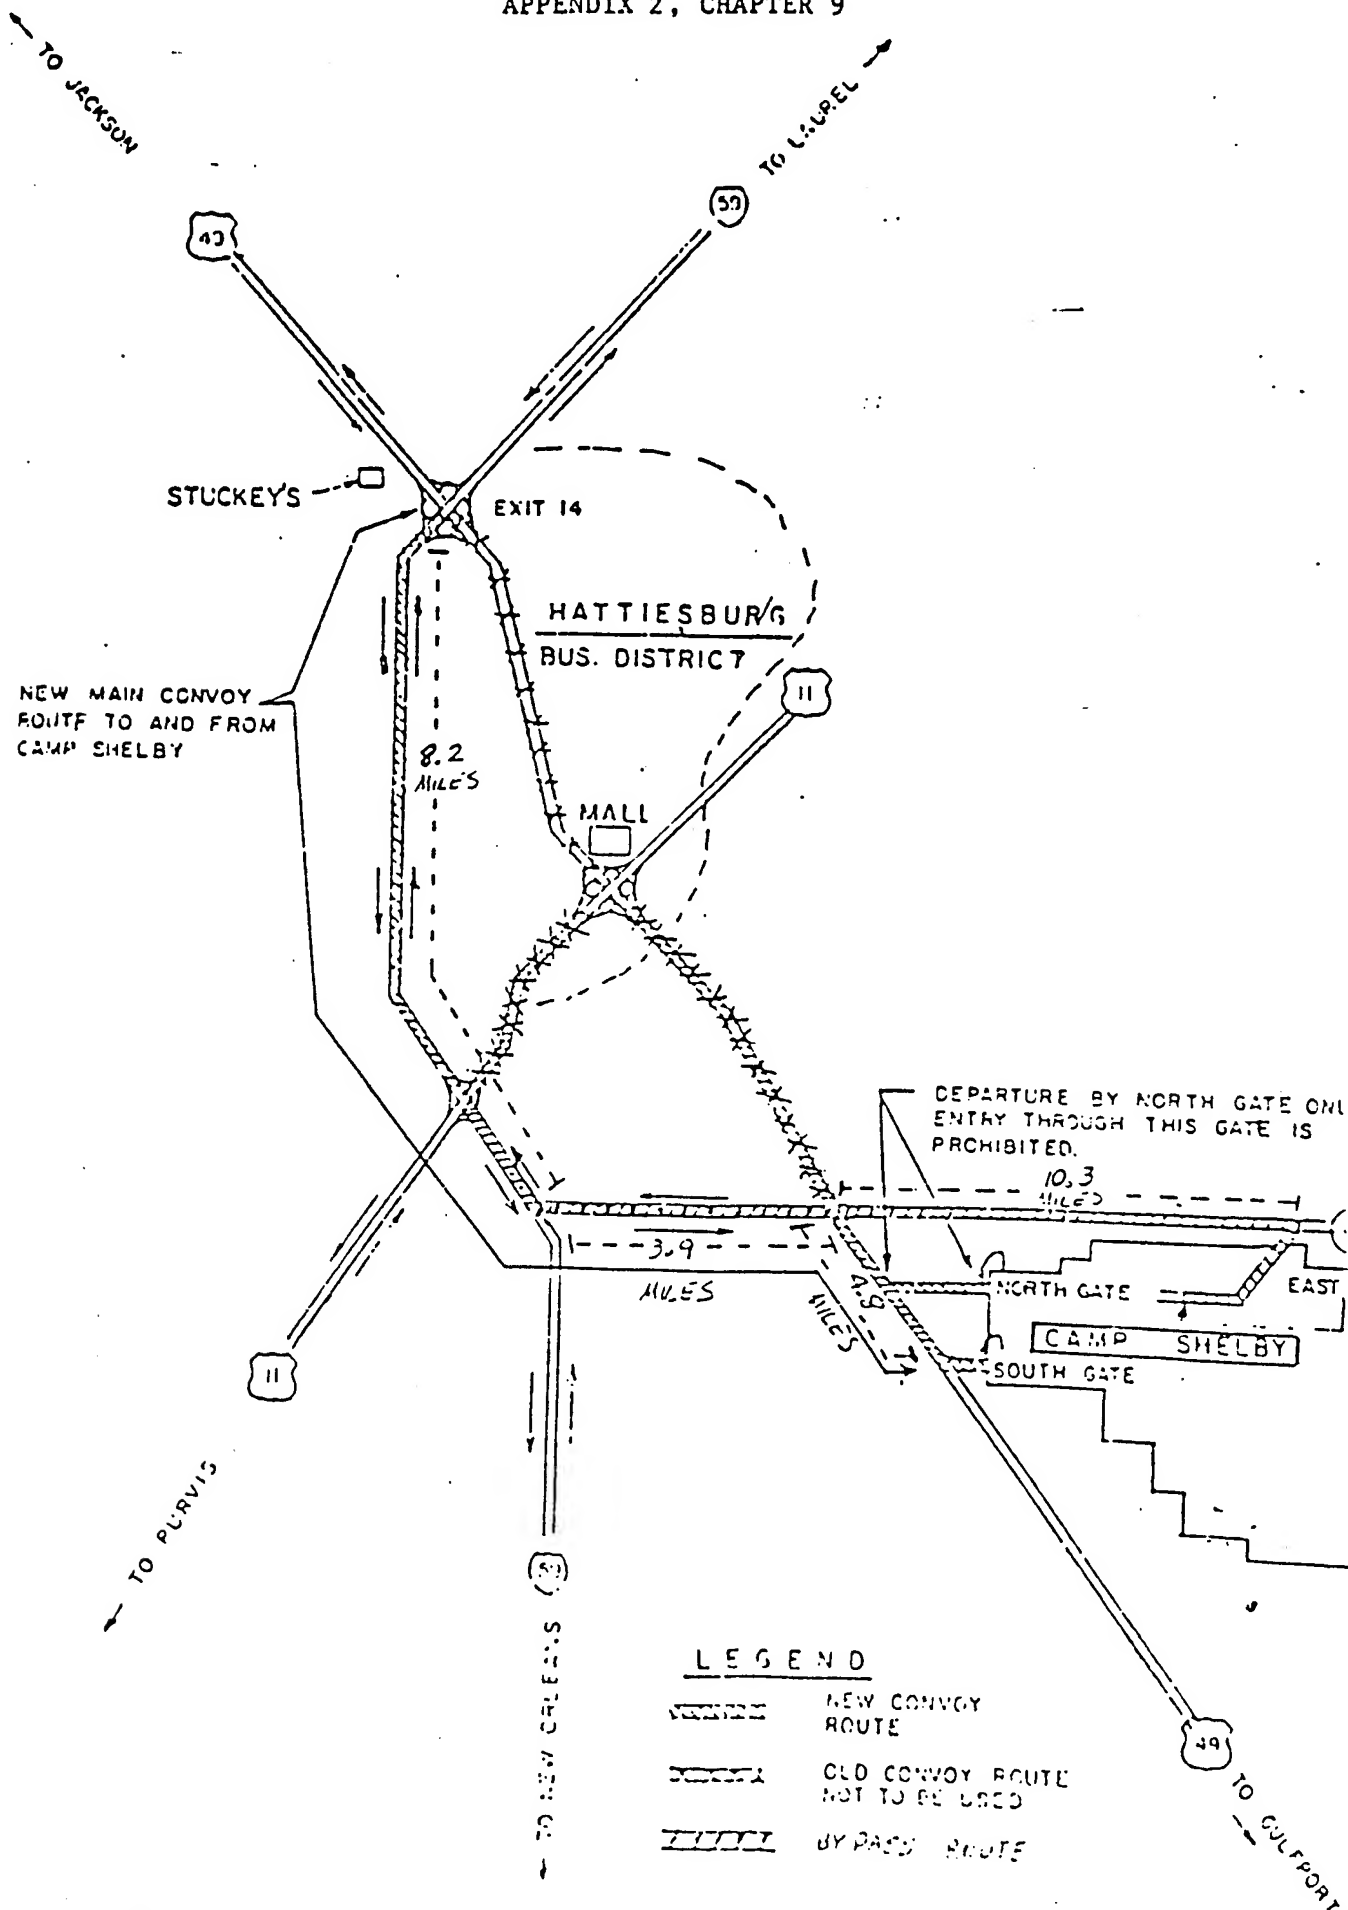 APPENDIX 2, CHAPTER 9
TO JACKSON
TO LAUREL
49
59
STUCKEY'S
EXIT 14
HATTIESBURG
BUS. DISTRICT
11
NEW MAIN CONVOY
ROUTE TO AND FROM
CAMP SHELBY
8.2
MILES
MALL
DEPARTURE BY NORTH GATE ONL
ENTRY THROUGH THIS GATE IS
PROHIBITED.
10.3
MILES
3.9
MILES
4.8
MILES
NORTH GATE
EAST
CAMP SHELBY
SOUTH GATE
11
TO PURVIS
59
TO NEW ORLEANS
LEGEND
NEW CONVOY
ROUTE
OLD CONVOY ROUTE
NOT TO BE USED
BY PASS ROUTE
49
TO GULFPORT